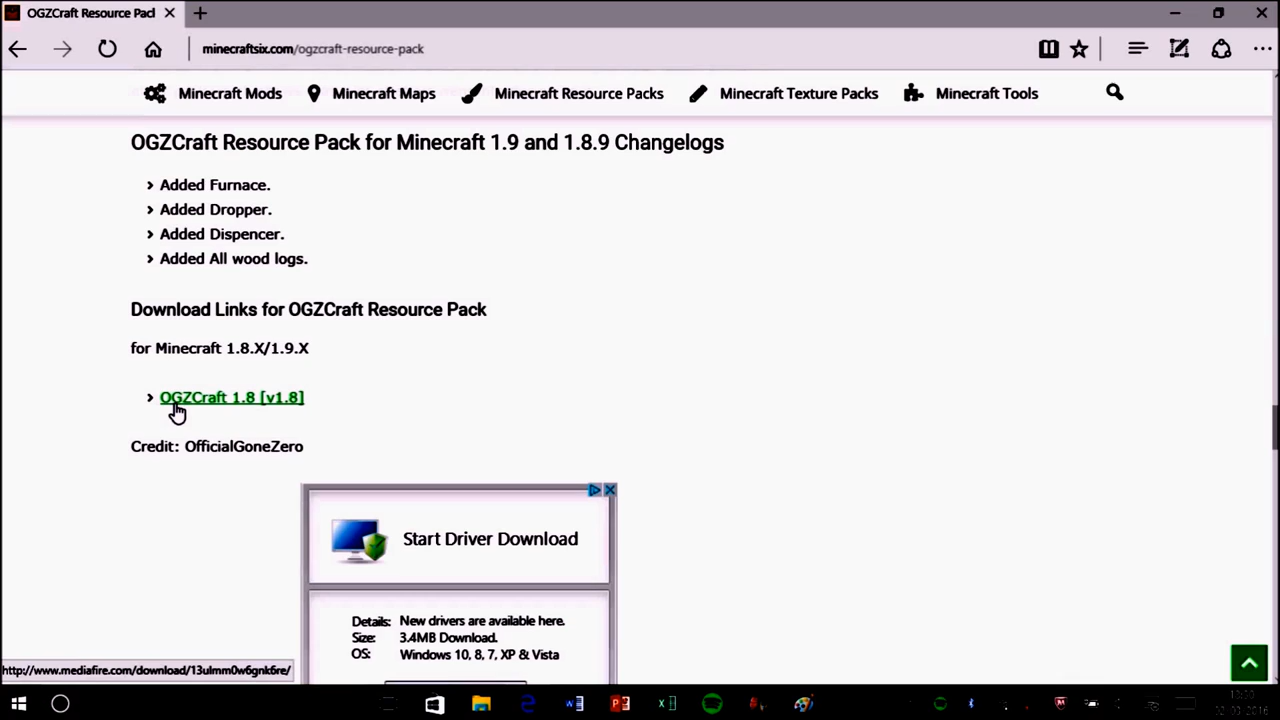 OGZCraft Resource Pacl
minecraftsix.com/ogzcraft-resource-pack
Minecraft Mods Minecraft Maps Minecraft Resource Packs Minecraft Texture Packs Minecraft Tools
OGZCraft Resource Pack for Minecraft 1.9 and 1.8.9 Changelogs
Added Furnace.
Added Dropper.
Added Dispencer.
Added All wood logs.
Download Links for OGZCraft Resource Pack
for Minecraft 1.8.X/1.9.X
OGZCraft 1.8 [v1.8]
Credit: OfficialGoneZero
Start Driver Download
Details: New drivers are available here.
Size: 3.4MB Download.
OS: Windows 10, 8, 7, XP & Vista
http://www.mediafire.com/download/13ulmm0w6gnk6re/